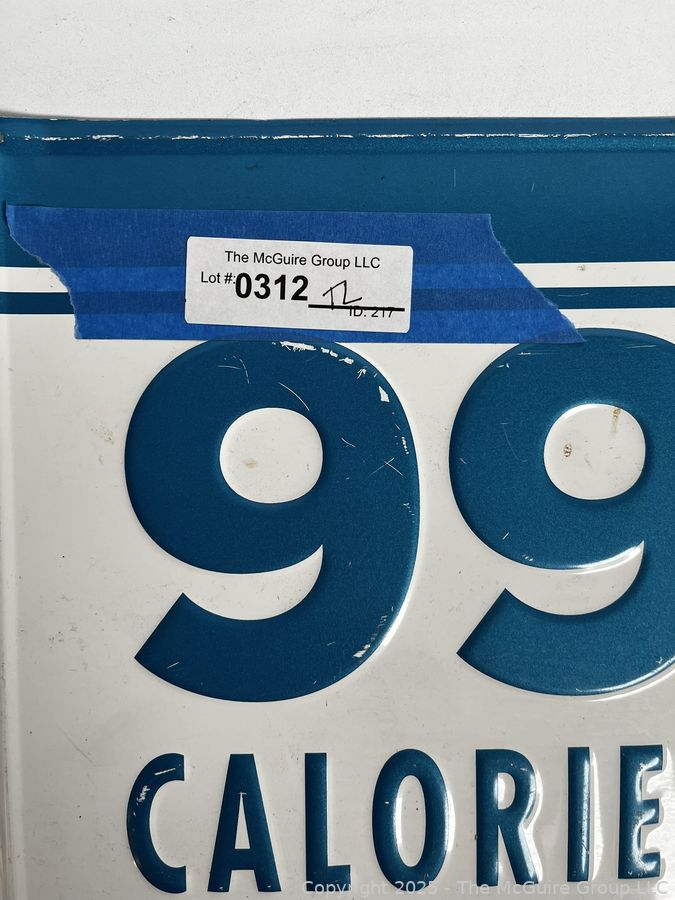 The McGuire Group LLC
Lot #: 0312
ID: 217
99
CALORIE
Copyright 2025 - The McGuire Group LLC